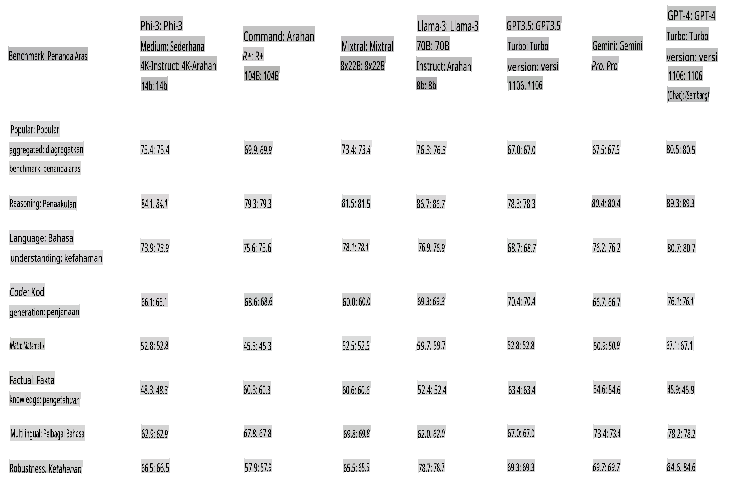 Benchmark: Penanda Aras
Phi-3: Phi-3
Medium: Sederhana
4K-Instruct: 4K-Arahan
14b: 14b
Command: Arahan
R+: R+
104B: 104B
Mixtral: Mixtral
8x22B: 8x22B
Llama-3: Llama-3
70B: 70B
Instruct: Arahan
8b: 8b
GPT3.5: GPT3.5
Turbo: Turbo
version: versi
1106: 1106
Gemini: Gemini
Pro: Pro
GPT-4: GPT-4
Turbo: Turbo
version: versi
1106: 1106
Popular: Popular
aggregated: diagregatkan
benchmark: penanda aras
75.4: 75.4
69.9: 69.9
73.4: 73.4
76.3: 76.3
67.0: 67.0
67.5: 67.5
80.5: 80.5
Reasoning: Penaakulan
84.1: 84.1
79.3: 79.3
81.5: 81.5
86.7: 86.7
78.3: 78.3
80.4: 80.4
89.3: 89.3
Language: Bahasa
understanding: kefahaman
73.9: 73.9
75.6: 75.6
78.1: 78.1
76.9: 76.9
68.7: 68.7
76.2: 76.2
80.7: 80.7
Code: Kod
generation: penjanaan
66.1: 66.1
68.6: 68.6
60.0: 60.0
69.3: 69.3
70.4: 70.4
66.7: 66.7
76.1: 76.1
52.8: 52.8
45.3: 45.3
52.5: 52.5
59.7: 59.7
52.8: 52.8
50.9: 50.9
67.1: 67.1
Factual: Fakta
knowledge: pengetahuan
48.3: 48.3
60.3: 60.3
60.6: 60.6
52.4: 52.4
63.4: 63.4
54.6: 54.6
45.9: 45.9
Multilingual: Pelbagai Bahasa
62.9: 62.9
67.8: 67.8
69.8: 69.8
62.0: 62.0
67.0: 67.0
73.4: 73.4
78.2: 78.2
Robustness: Ketahanan
66.5: 66.5
57.9: 57.9
65.5: 65.5
78.7: 78.7
69.3: 69.3
69.7: 69.7
84.6: 84.6